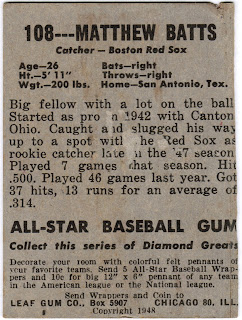 108---MATTHEW BATTS
Catcher — Boston Red Sox
Age—26 Bats—right
Ht.—5' 11" Throws—right
Wgt.—200 lbs. Home—San Antonio, Tex.
Big fellow with a lot on the ball
Started as pro in 1942 with Canton
Ohio. Caught and slugged his way
up to a spot with the Red Sox as
rookie catcher late in the '47 season
Played 7 games that season. Hit
.500. Played 46 games last year. Got
37 hits, 13 runs for an average of
.314.
ALL-STAR BASEBALL GUM
Collect this series of Diamond Greats
Decorate your room with colorful felt pennants of
your favorite teams. Send 5 All-Star Baseball Wrap-
pers and 10c for big 12" x 6" pennant of any team
in the American league or the National league.
Send Wrappers and Coin to
LEAF GUM CO. Box 5907 CHICAGO 80, ILL.
Copyright 1948